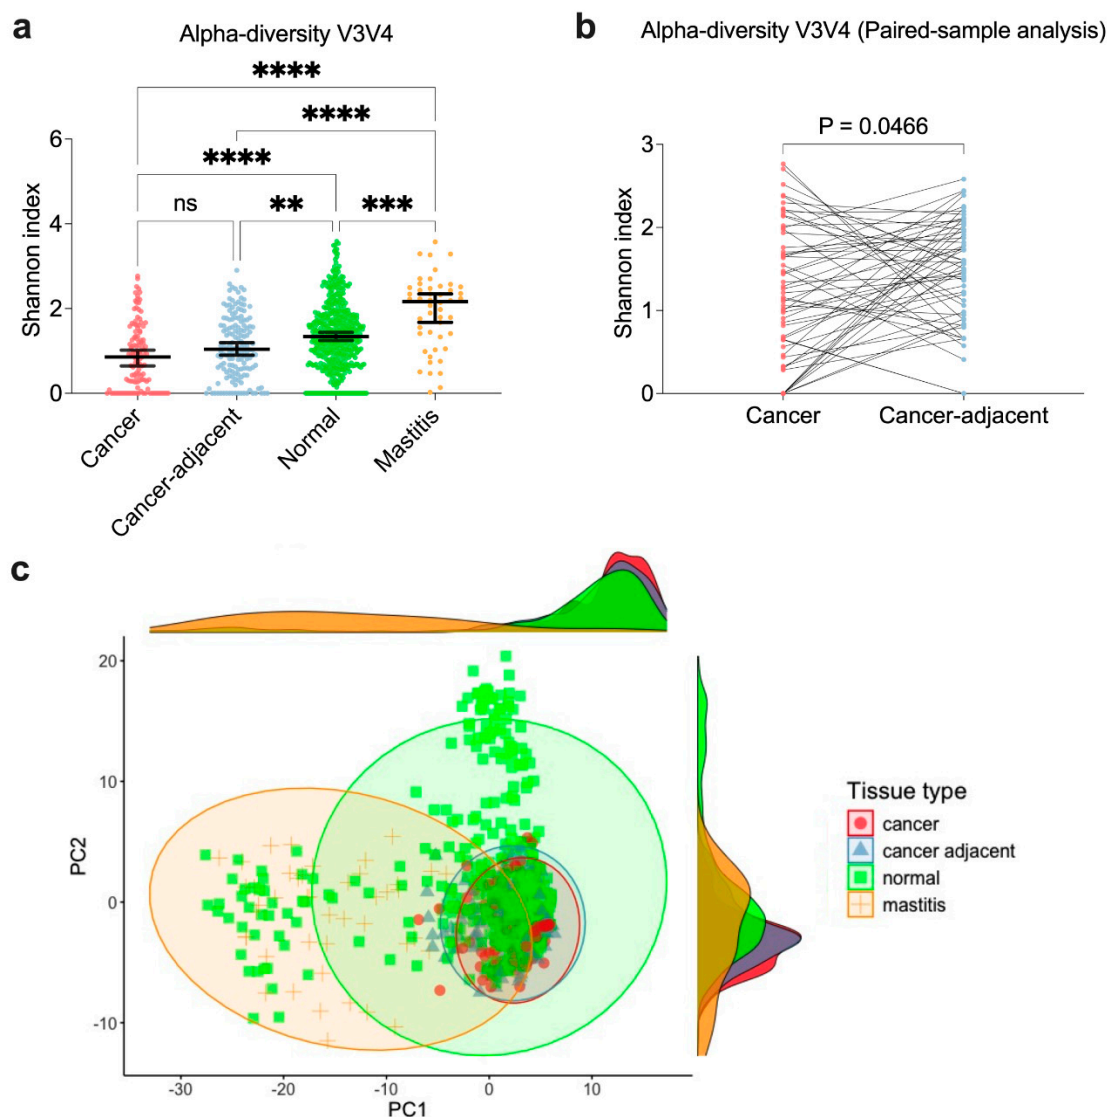 a
Alpha-diversity V3V4
****
****
****
ns
**
***
Shannon index
6
4
2
0
Cancer
Cancer-adjacent
Normal
Mastitis
b
Alpha-diversity V3V4 (Paired-sample analysis)
P = 0.0466
Shannon index
3
2
1
0
Cancer
Cancer-adjacent
c
PC2
20
10
0
-10
-30
-20
-10
0
10
PC1
Tissue type
cancer
cancer adjacent
normal
mastitis